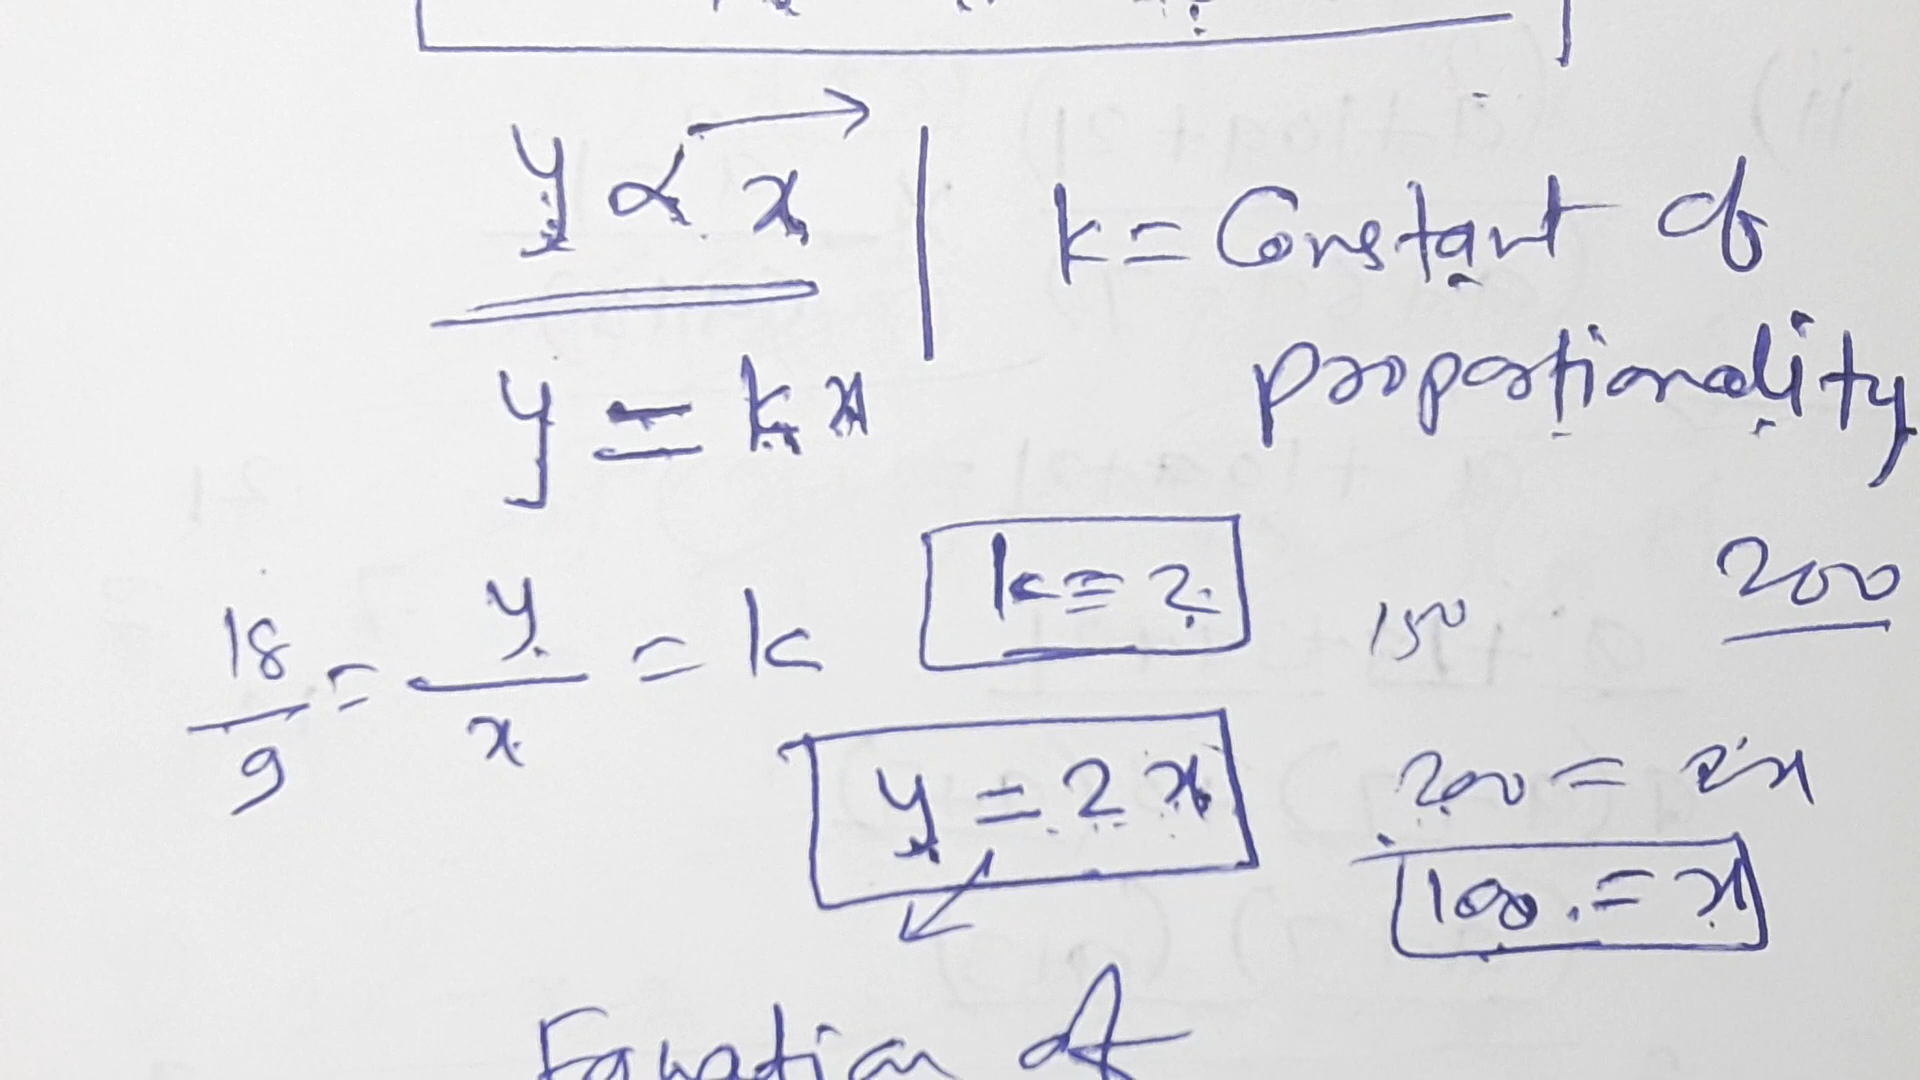 y ∝ x
k = Constant of
proportionality
y = kx
18/9 = y/x = k
k = 2
150
200
y = 2x
200 = 2x
100 = x
Equation of